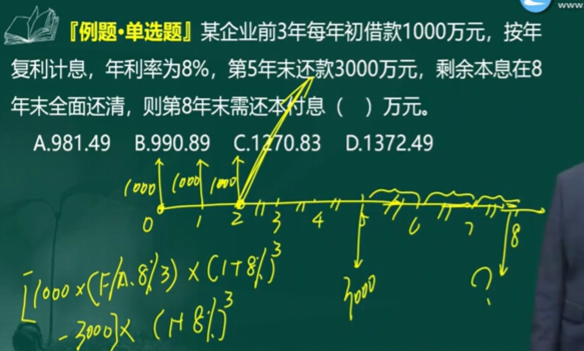 www
『例题·单选题』某企业前3年每年初借款1000万元，按年
复利计息，年利率为8%，第5年末还款3000万元，剩余本息在8
年末全面还清，则第8年末需还本付息（ ）万元。
A.981.49 B.990.89 C.1270.83 D.1372.49
1000 1000 1000
0 1 2 3 4 5 6 7 8
3000 ?
[1000×(F/A.8%.3)×(1+8%)³
-3000]×(1+8%)³